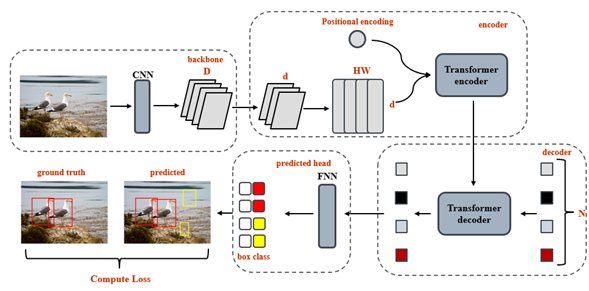 Positional encoding
encoder
backbone
CNN
D
d
HW
d
Transformer
encoder
decoder
predicted head
ground truth
predicted
FNN
Transformer
decoder
N
box class
Compute Loss